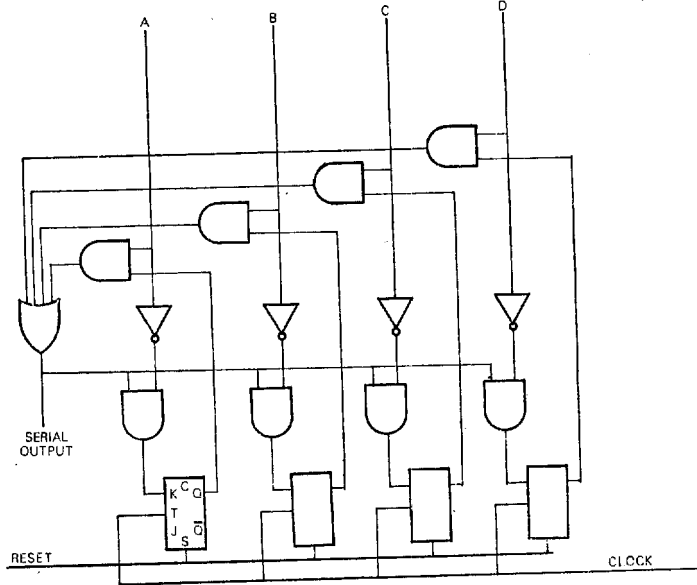 A
B
C
D
SERIAL
OUTPUT
K C Q
T
J Q̅
S
RESET
CLOCK